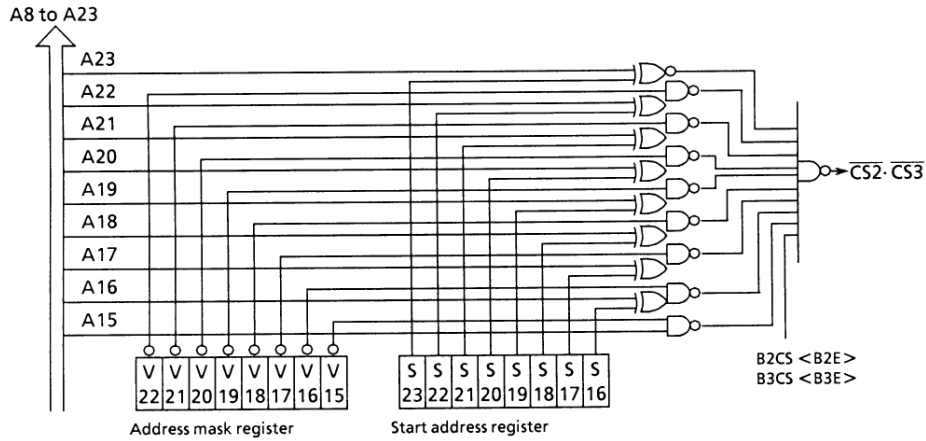 A8 to A23
A23
A22
A21
A20
A19
A18
A17
A16
A15
CS2·CS3
B2CS <B2E>
B3CS <B3E>
V V V V V V V V
22 21 20 19 18 17 16 15
S S S S S S S S
23 22 21 20 19 18 17 16
Address mask register
Start address register